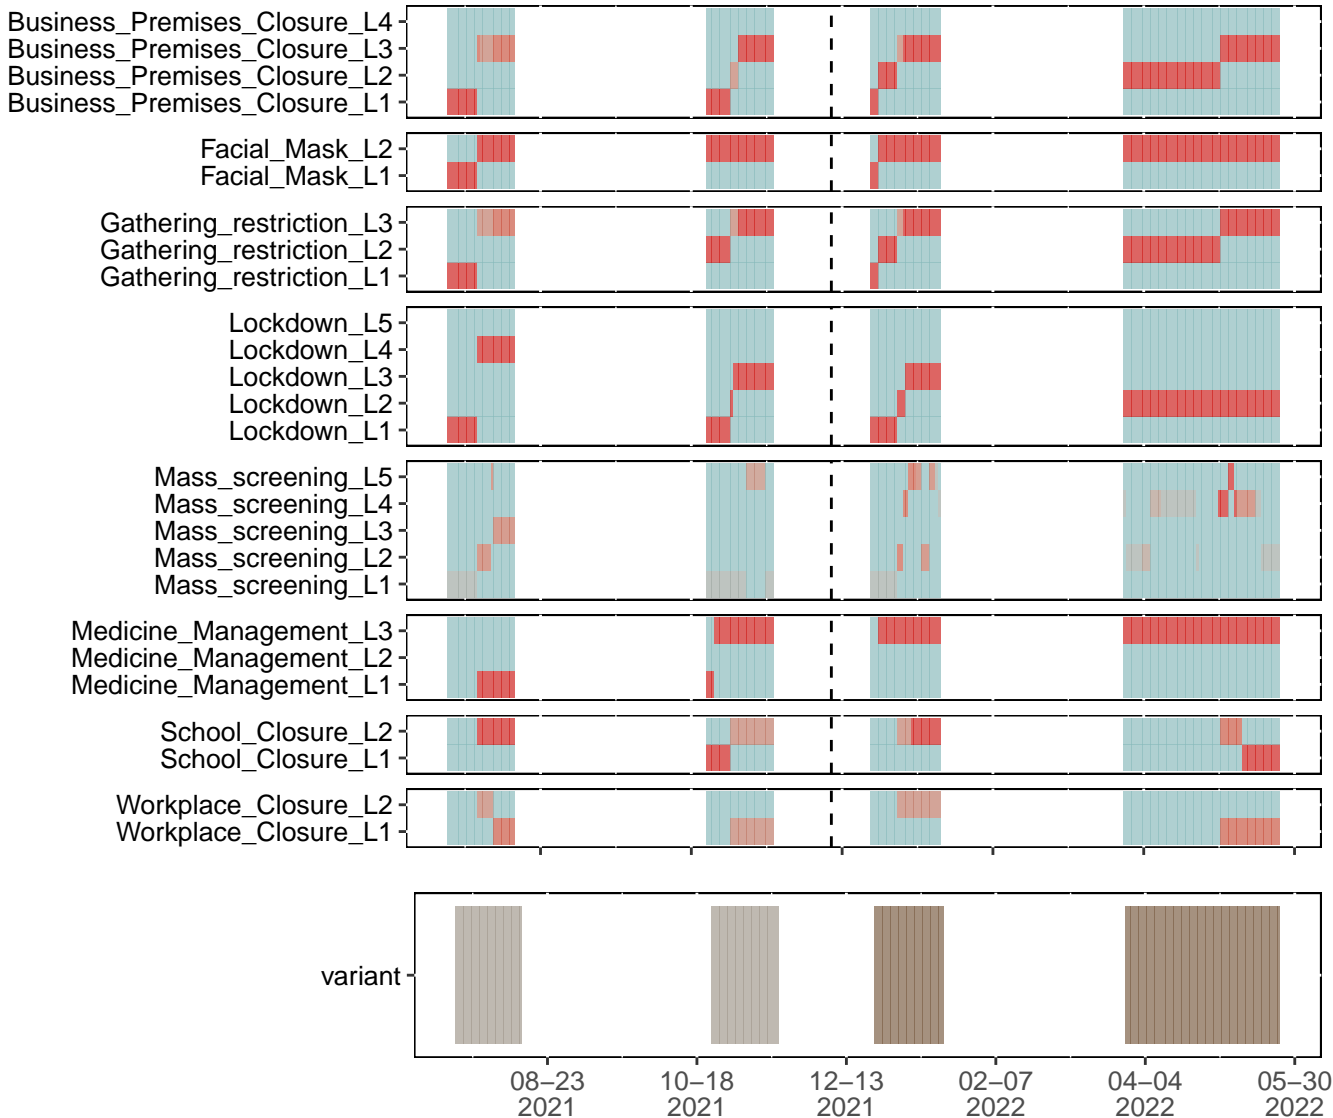 Business_Premises_Closure_L4
Business_Premises_Closure_L3
Business_Premises_Closure_L2
Business_Premises_Closure_L1
Facial_Mask_L2
Facial_Mask_L1
Gathering_restriction_L3
Gathering_restriction_L2
Gathering_restriction_L1
Lockdown_L5
Lockdown_L4
Lockdown_L3
Lockdown_L2
Lockdown_L1
Mass_screening_L5
Mass_screening_L4
Mass_screening_L3
Mass_screening_L2
Mass_screening_L1
Medicine_Management_L3
Medicine_Management_L2
Medicine_Management_L1
School_Closure_L2
School_Closure_L1
Workplace_Closure_L2
Workplace_Closure_L1
variant
08–23 10–18 12–13 02–07 04–04 05–30
2021 2021 2021 2022 2022 2022